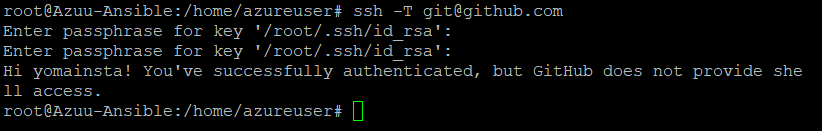 root@Azuu-Ansible:/home/azureuser# ssh -T git@github.com
Enter passphrase for key '/root/.ssh/id_rsa':
Enter passphrase for key '/root/.ssh/id_rsa':
Hi yomainsta! You've successfully authenticated, but GitHub does not provide she
ll access.
root@Azuu-Ansible:/home/azureuser#